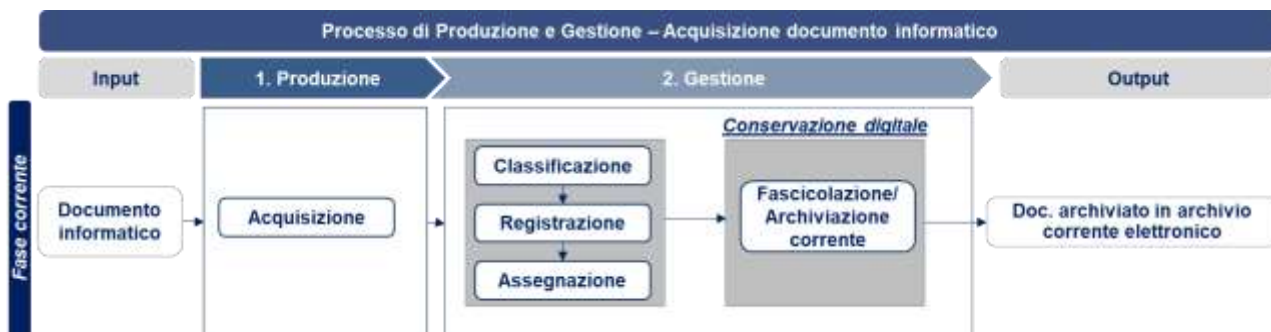 Processo di Produzione e Gestione – Acquisizione documento informatico
Input
1. Produzione
2. Gestione
Output
Fase corrente
Documento
informatico
Acquisizione
Classificazione
Registrazione
Assegnazione
Conservazione digitale
Fascicolazione/
Archiviazione
corrente
Doc. archiviato in archivio
corrente elettronico